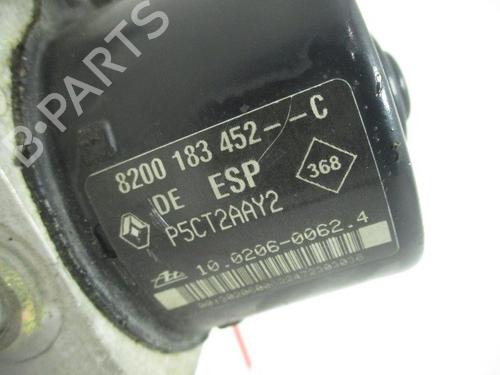 B-PARTS
8200 183 452---C
DE ESP
368
P5CT2AAY2
10.0206-0062.4